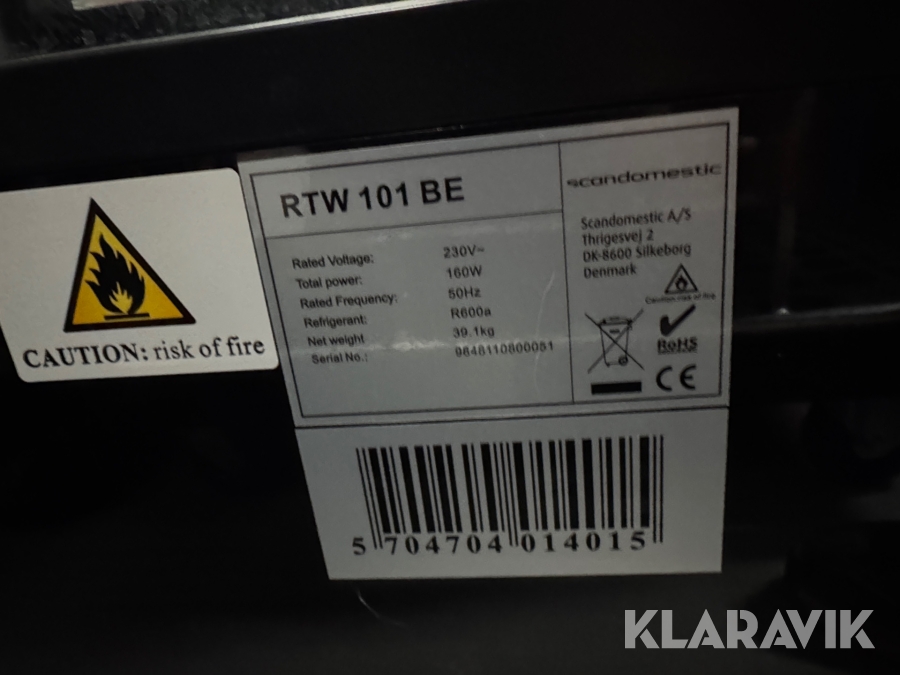 RTW 101 BE
Rated Voltage: 230V~
Total power: 160W
Rated Frequency: 50Hz
Refrigerant: R600a
Net weight 39.1kg
Serial No.: 9648110800051
scandomestic
Scandomestic A/S
Thrigesvej 2
DK-8600 Silkeborg
Denmark
Caution risk of fire
RoHS
CE
CAUTION: risk of fire
5 704704 014015
KLARAVIK